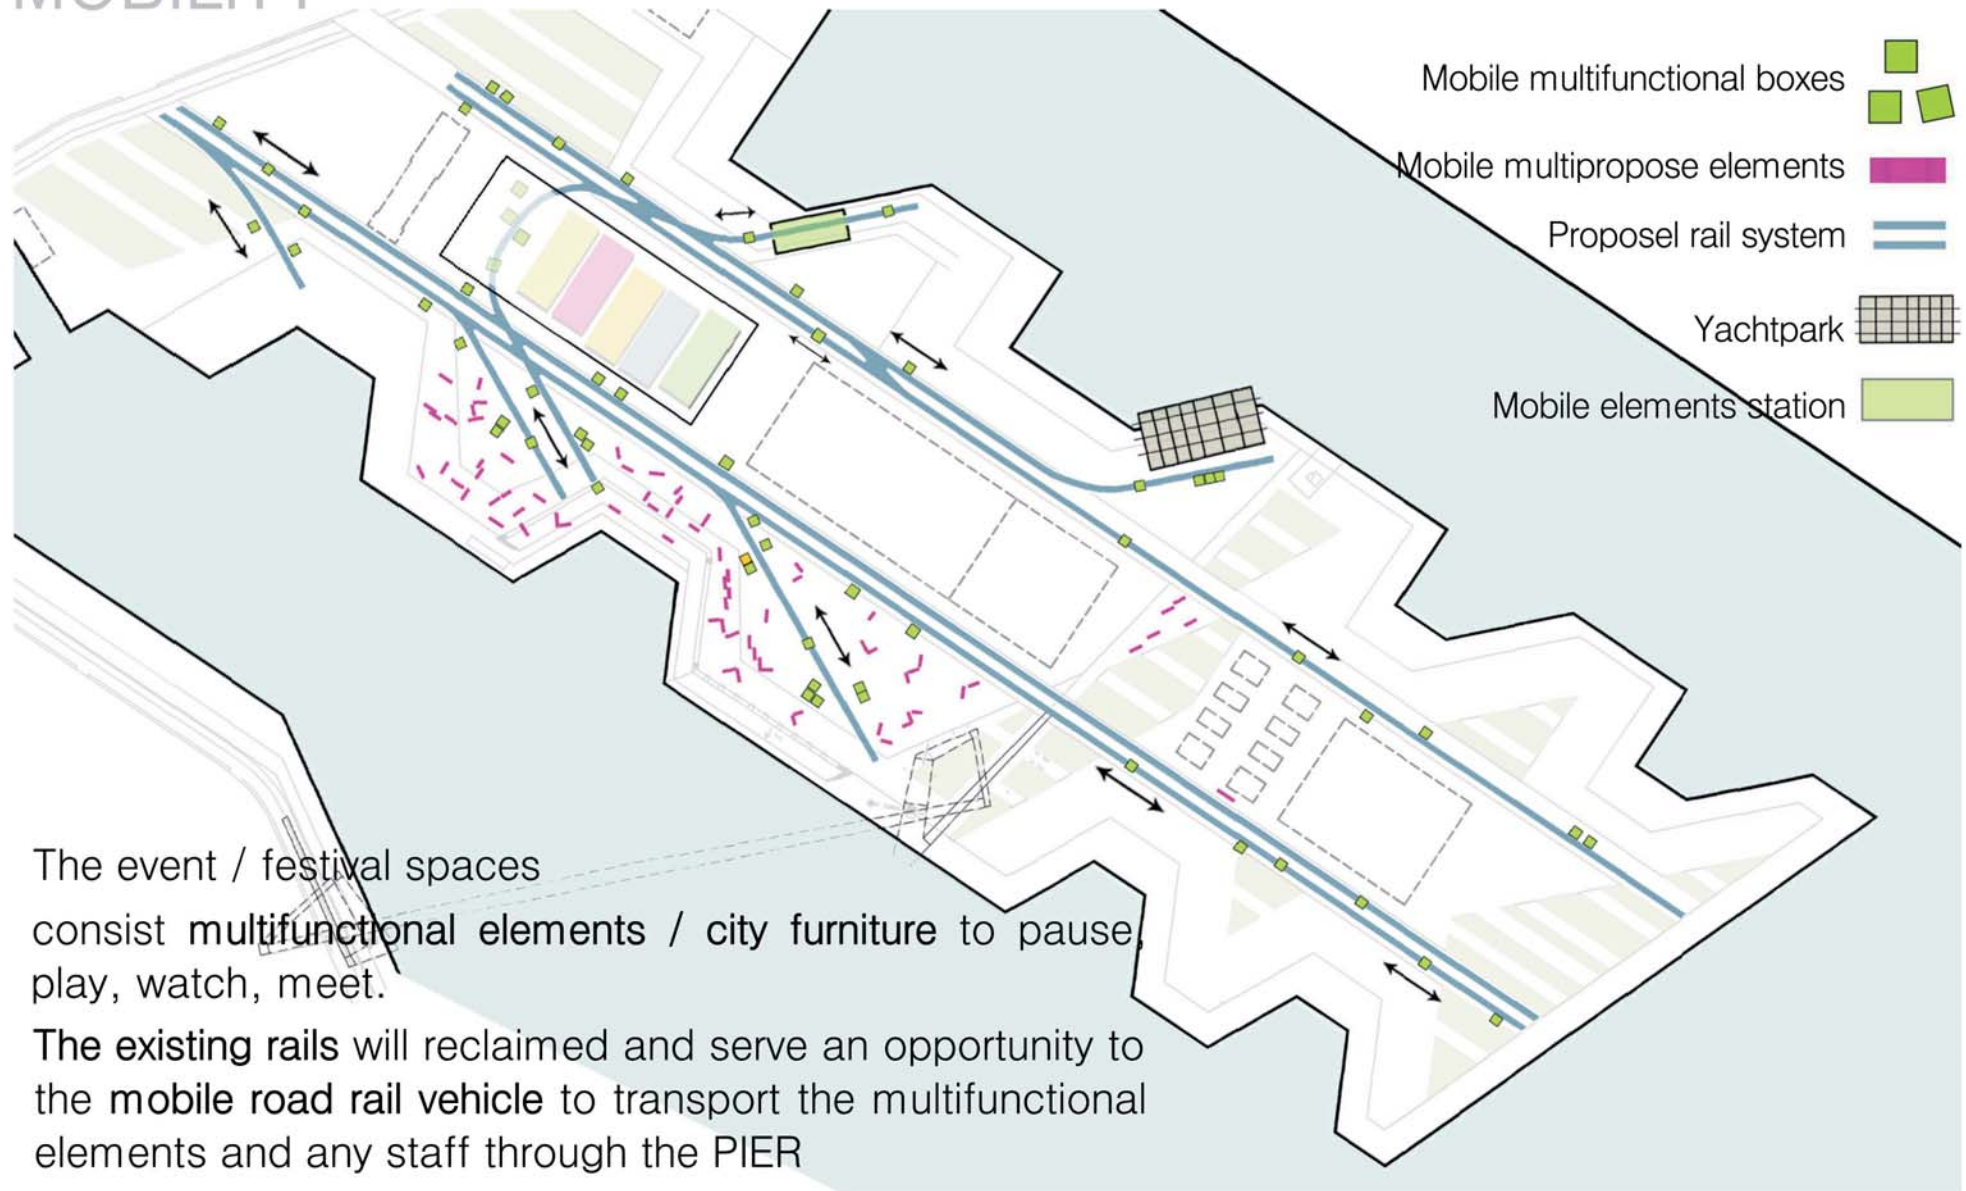 MOBILITY
Mobile multifunctional boxes
Mobile multipropose elements
Proposel rail system
Yachtpark
Mobile elements station
The event / festival spaces
consist multifunctional elements / city furniture to pause,
play, watch, meet.
The existing rails will reclaimed and serve an opportunity to
the mobile road rail vehicle to transport the multifunctional
elements and any staff through the PIER